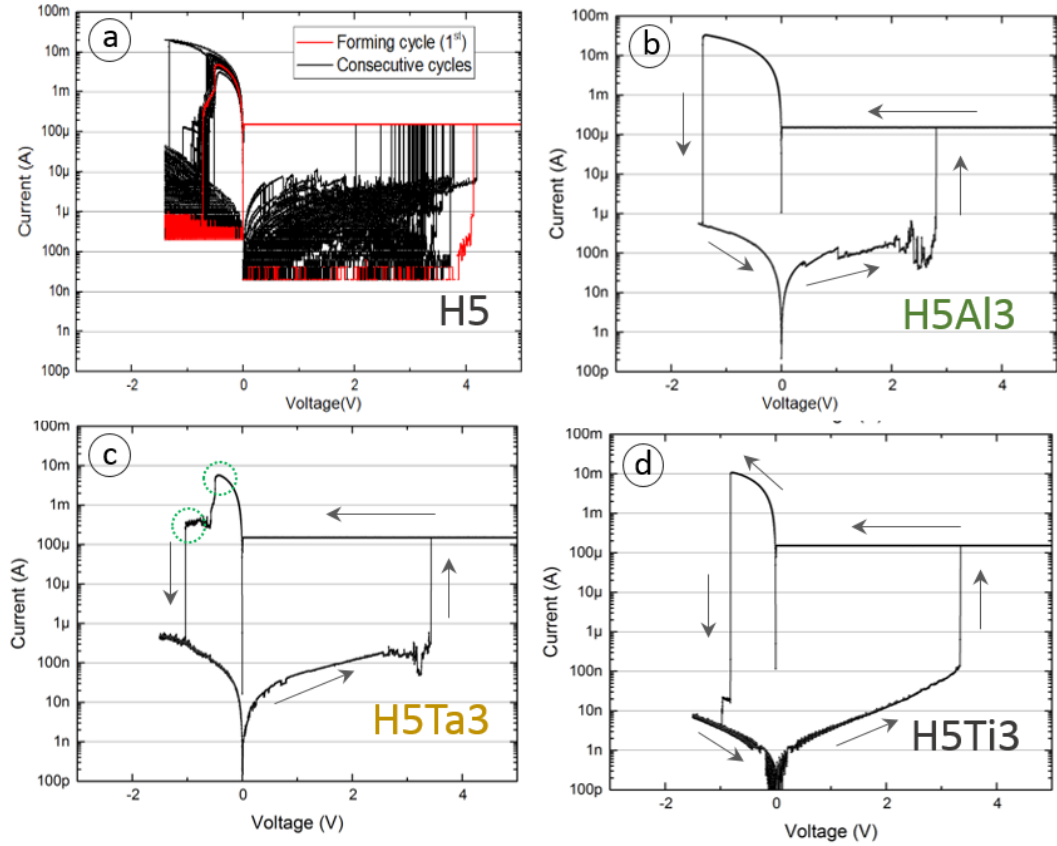 a
Forming cycle (1st)
Consecutive cycles
10m
10m
1m
100µ
10µ
1µ
100n
10n
1n
100p
Current (A)
-2
0
2
4
Voltage(V)
H5
b
100m
10m
1m
100µ
10µ
1µ
100n
10n
1n
100p
Current (A)
-2
0
2
4
Voltage(V)
H5Al3
c
100m
10m
1m
100µ
10µ
1µ
100n
10n
1n
100p
Current (A)
-2
0
2
4
Voltage (V)
H5Ta3
d
100m
10m
1m
100µ
10µ
1µ
100n
10n
1n
100p
Current (A)
-2
0
2
4
Voltage (V)
H5Ti3